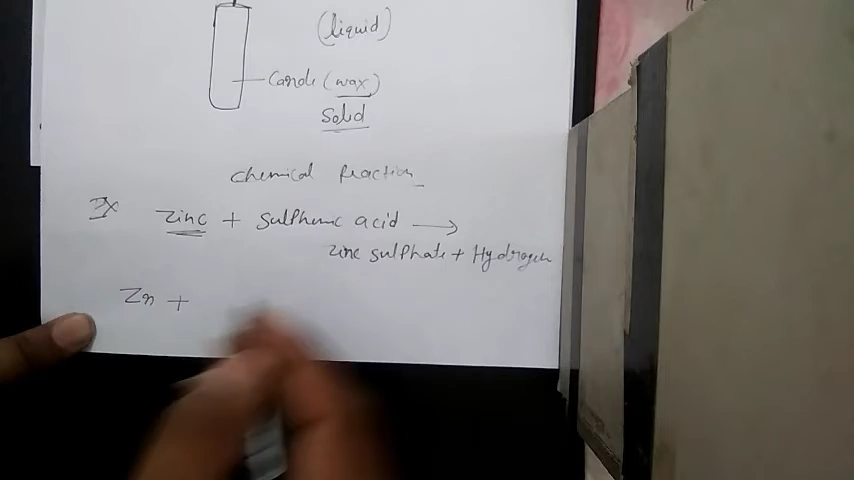 (liquid)
Candle (wax)
Solid
Chemical Reaction
Ex Zinc + Sulphuric acid →
Zinc sulphate + Hydrogen
Zn +